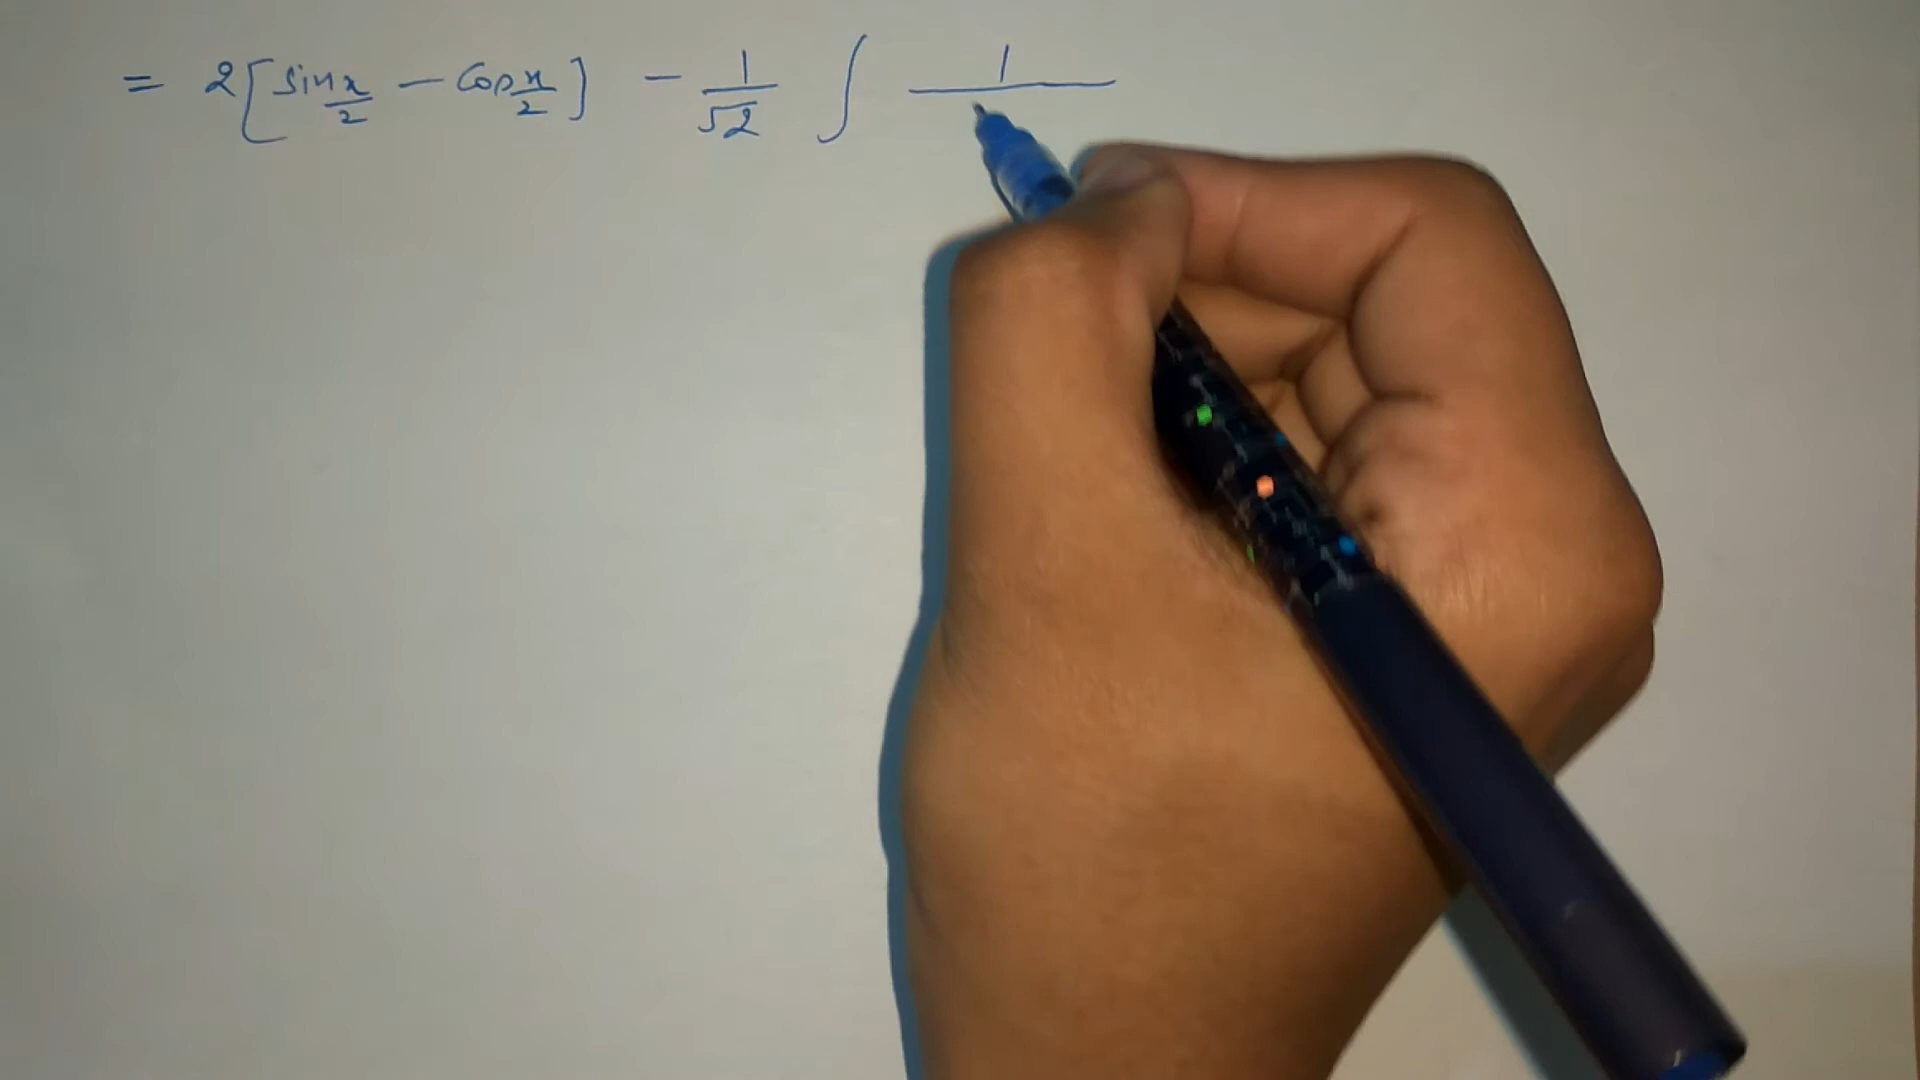 = 2[sin x/2 - cos x/2] - 1/√2 ∫ 1/